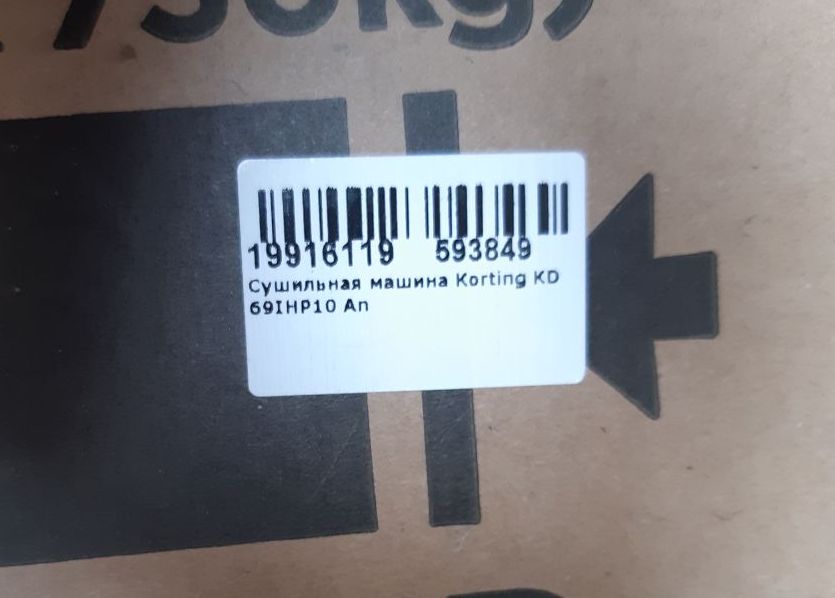 19916119 593849
Сушильная машина Korting KD
69IHP10 An